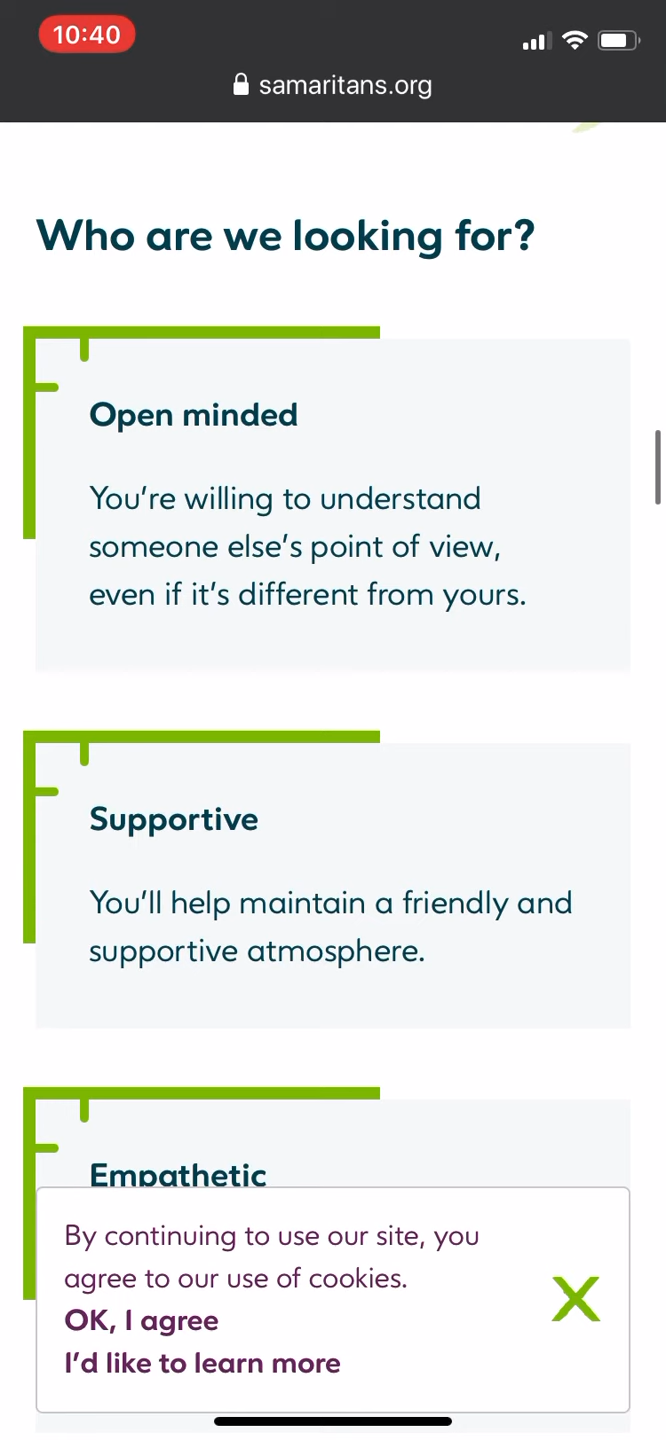 10:40
samaritans.org
Who are we looking for?
Open minded
You're willing to understand
someone else's point of view,
even if it's different from yours.
Supportive
You'll help maintain a friendly and
supportive atmosphere.
Empathetic
By continuing to use our site, you
agree to our use of cookies.
OK, I agree
I'd like to learn more